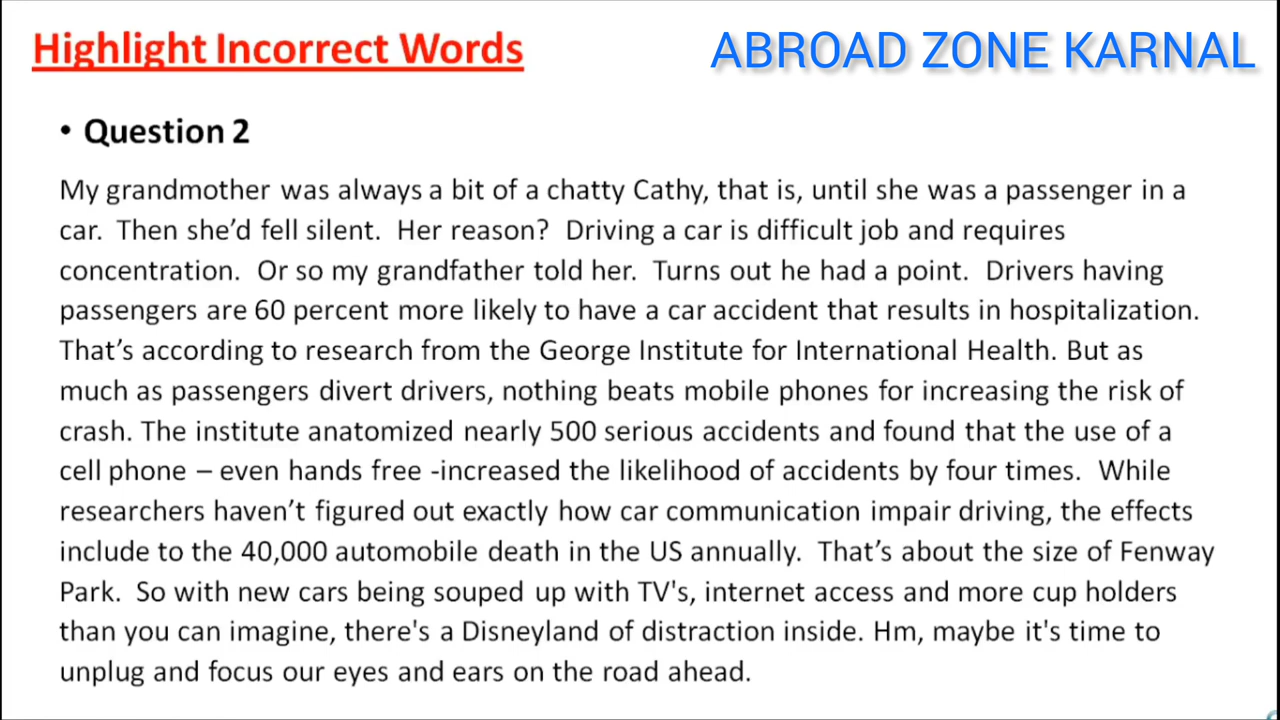 Highlight Incorrect Words
ABROAD ZONE KARNAL
• Question 2
My grandmother was always a bit of a chatty Cathy, that is, until she was a passenger in a
car. Then she’d fell silent. Her reason? Driving a car is difficult job and requires
concentration. Or so my grandfather told her. Turns out he had a point. Drivers having
passengers are 60 percent more likely to have a car accident that results in hospitalization.
That’s according to research from the George Institute for International Health. But as
much as passengers divert drivers, nothing beats mobile phones for increasing the risk of
crash. The institute anatomized nearly 500 serious accidents and found that the use of a
cell phone – even hands free -increased the likelihood of accidents by four times. While
researchers haven’t figured out exactly how car communication impair driving, the effects
include to the 40,000 automobile death in the US annually. That’s about the size of Fenway
Park. So with new cars being souped up with TV's, internet access and more cup holders
than you can imagine, there's a Disneyland of distraction inside. Hm, maybe it's time to
unplug and focus our eyes and ears on the road ahead.